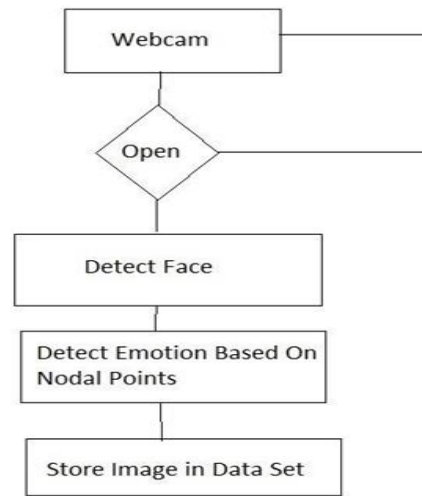 Webcam
Open
Detect Face
Detect Emotion Based On
Nodal Points
Store Image in Data Set